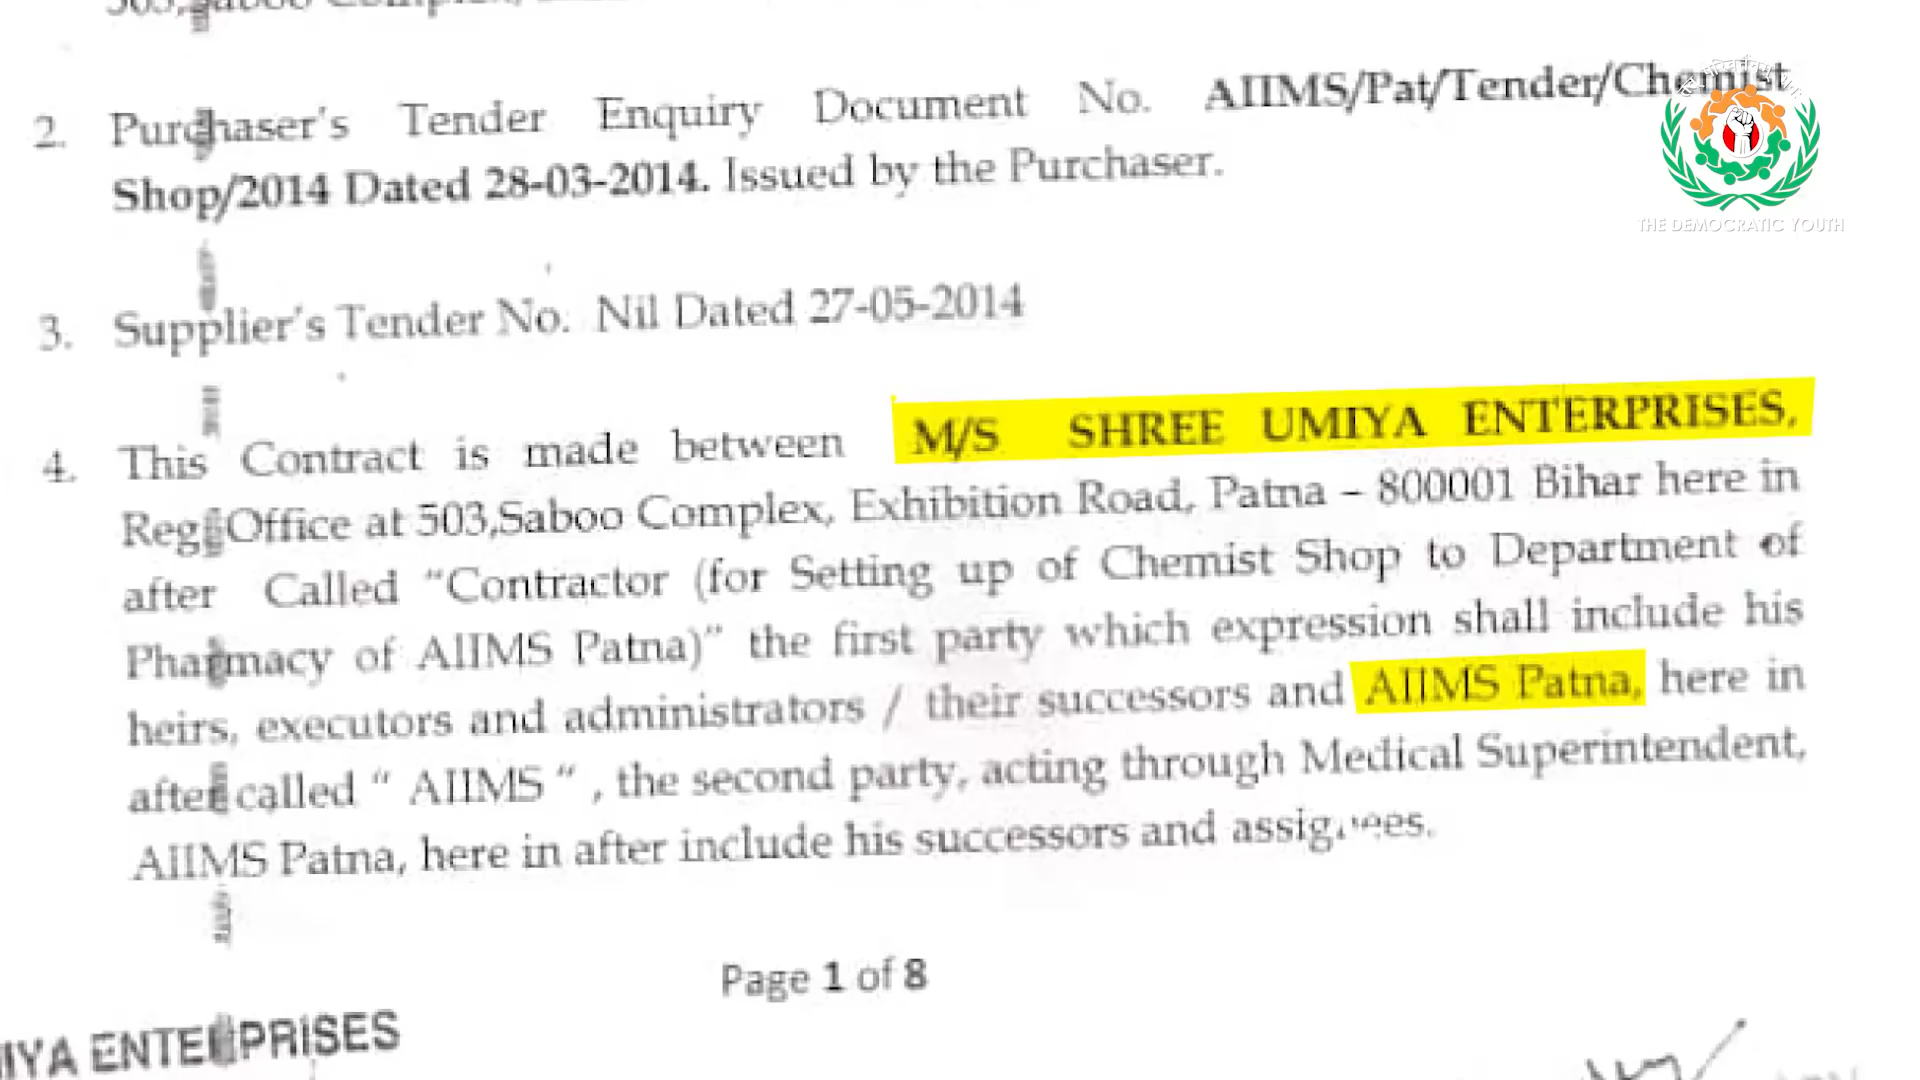 503,Saboo Complex,
2. Purchaser's Tender Enquiry Document No. AIIMS/Pat/Tender/Chemist
Shop/2014 Dated 28-03-2014. Issued by the Purchaser.
THE DEMOCRATIC YOUTH
3. Supplier's Tender No. Nil Dated 27-05-2014
4. This Contract is made between M/S SHREE UMIYA ENTERPRISES,
Reg Office at 503,Saboo Complex, Exhibition Road, Patna – 800001 Bihar here in
after Called “Contractor (for Setting up of Chemist Shop to Department of
Pharmacy of AIIMS Patna)” the first party which expression shall include his
heirs, executors and administrators / their successors and AIIMS Patna, here in
after called “ AIIMS “ , the second party, acting through Medical Superintendent,
AIIMS Patna, here in after include his successors and assignees.
Page 1 of 8
IYA ENTERPRISES